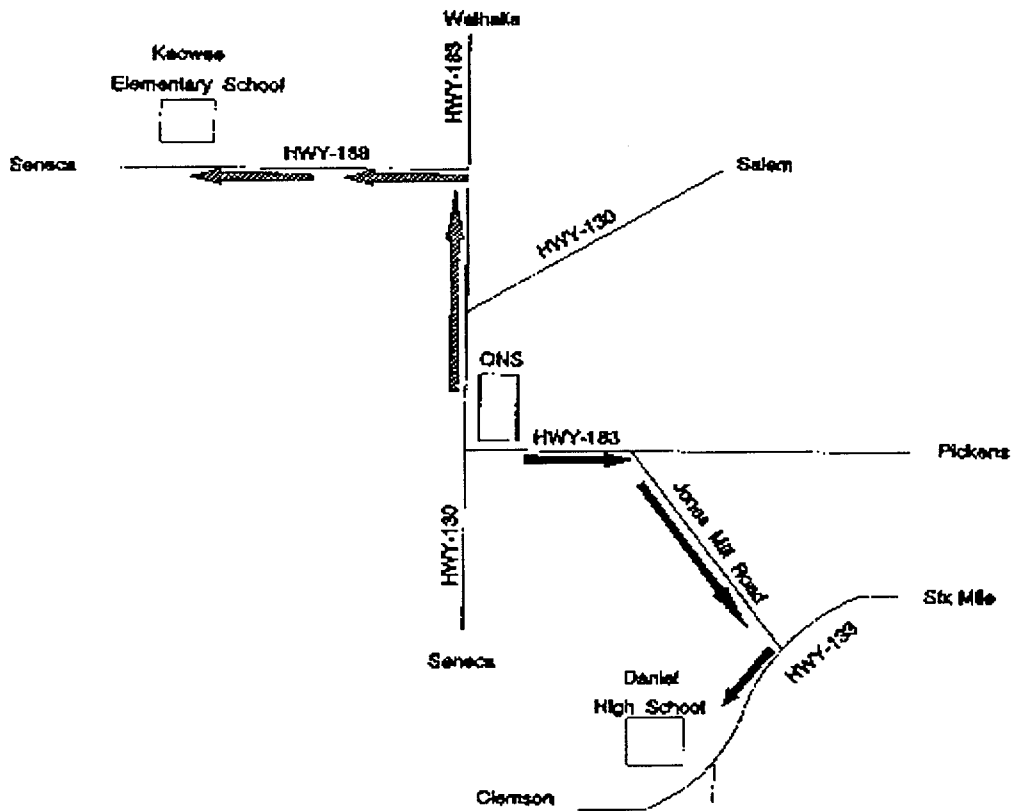 Walhalla
Keowee
Elementary School
HWY-183
Seneca
HWY-188
Salem
HWY-130
ONS
HWY-183
Pickens
Jones Mill Road
HWY-130
Six Mile
HWY-133
Seneca
Daniel
High School
Clemson